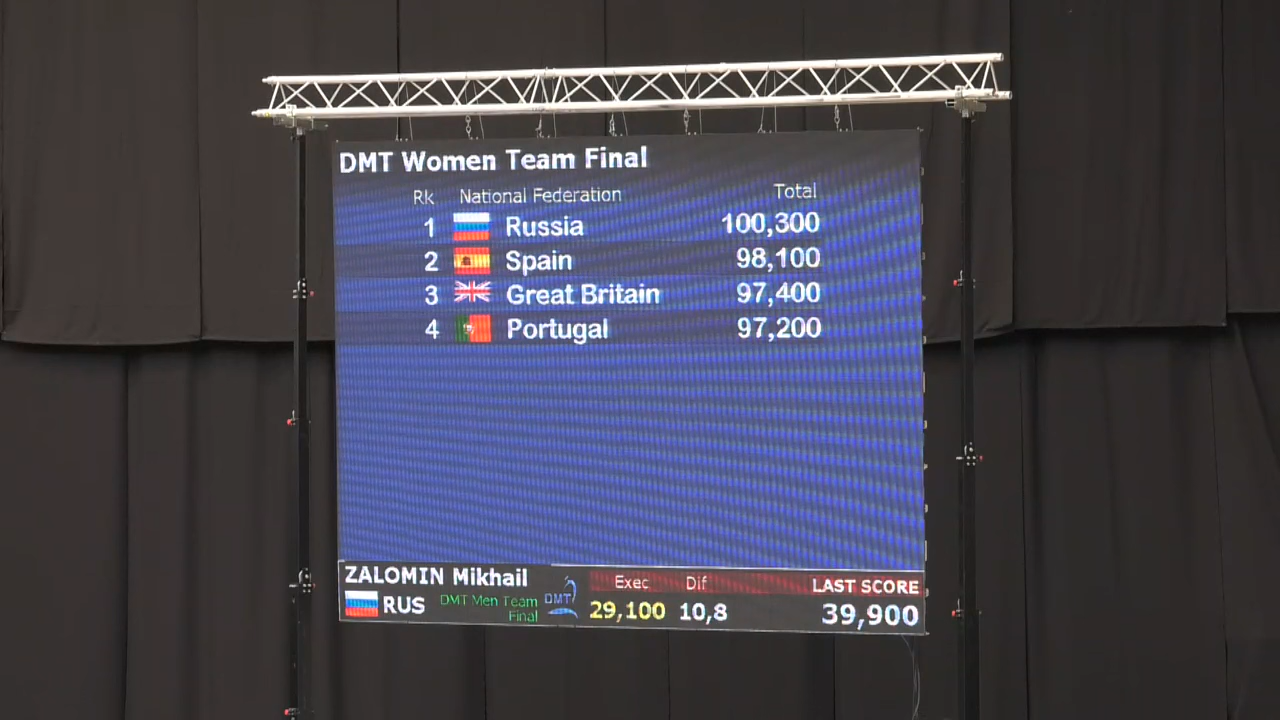 DMT Women Team Final
Rk National Federation Total
1 Russia 100,300
2 Spain 98,100
3 Great Britain 97,400
4 Portugal 97,200
ZALOMIN Mikhail
RUS
DMT Men Team
Final
DMT
Exec Dif LAST SCORE
29,100 10,8 39,900